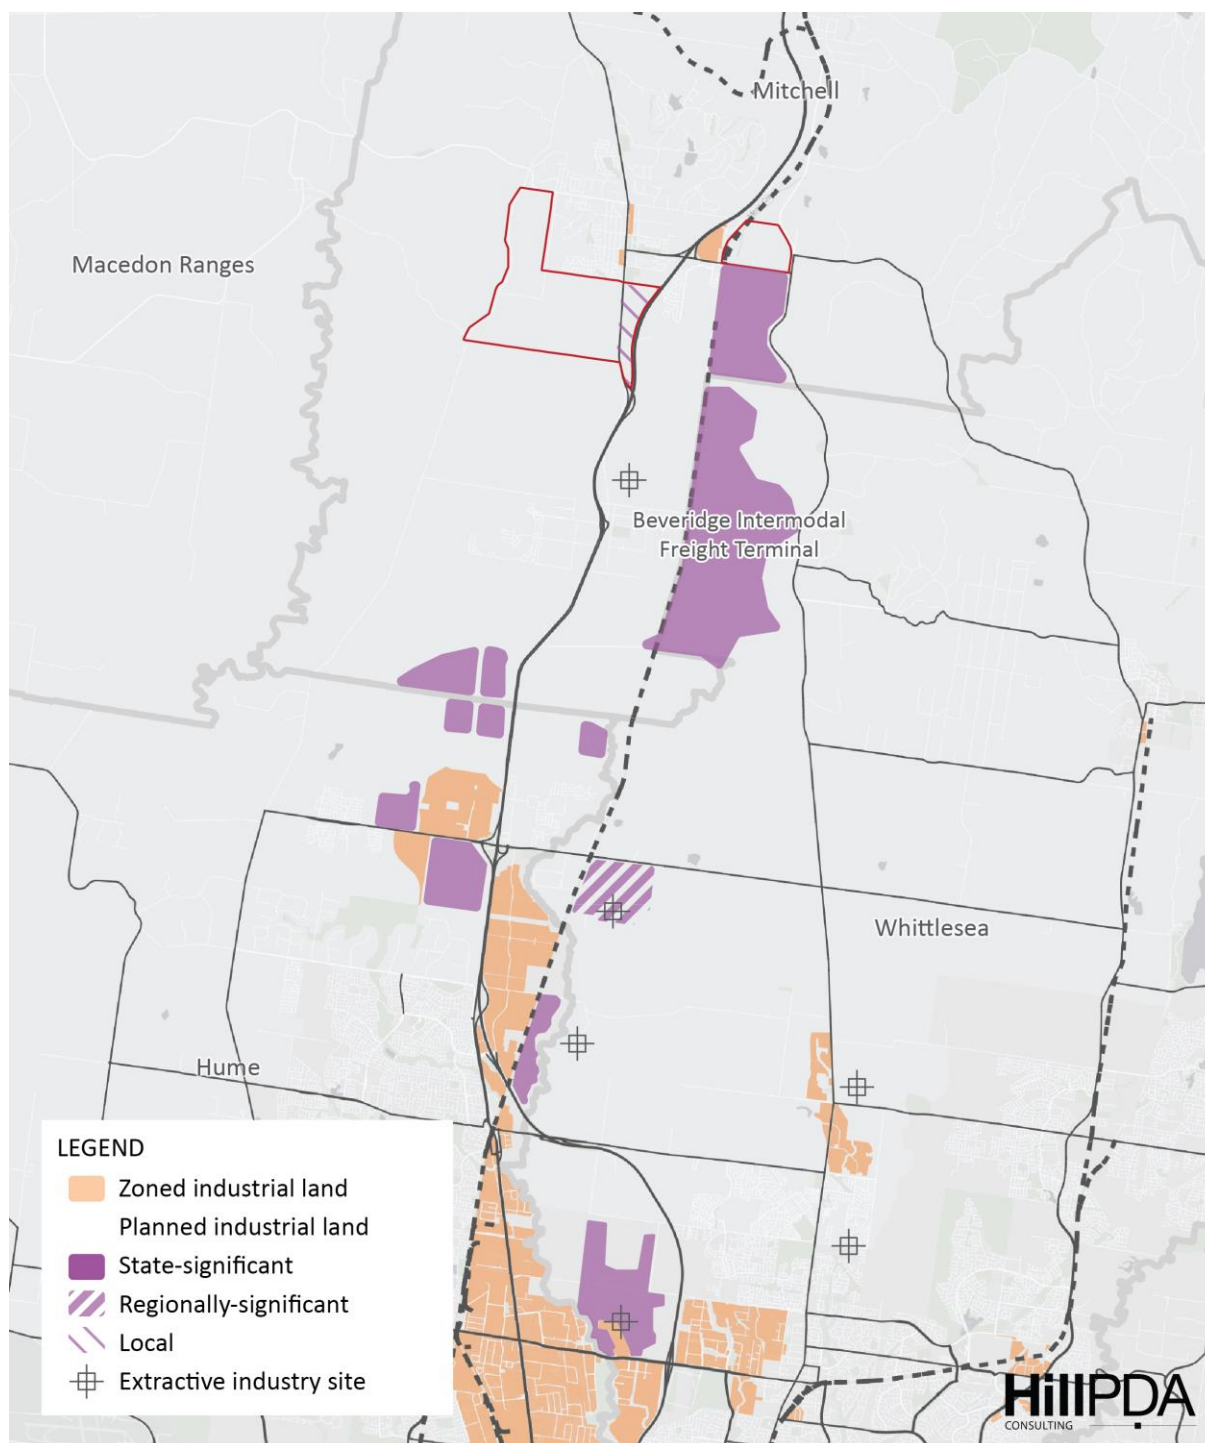 Mitchell
Macedon Ranges
Beveridge Intermodal
Freight Terminal
Whittlesea
Hume
LEGEND
Zoned industrial land
Planned industrial land
State-significant
Regionally-significant
Local
Extractive industry site
HillPDA
CONSULTING